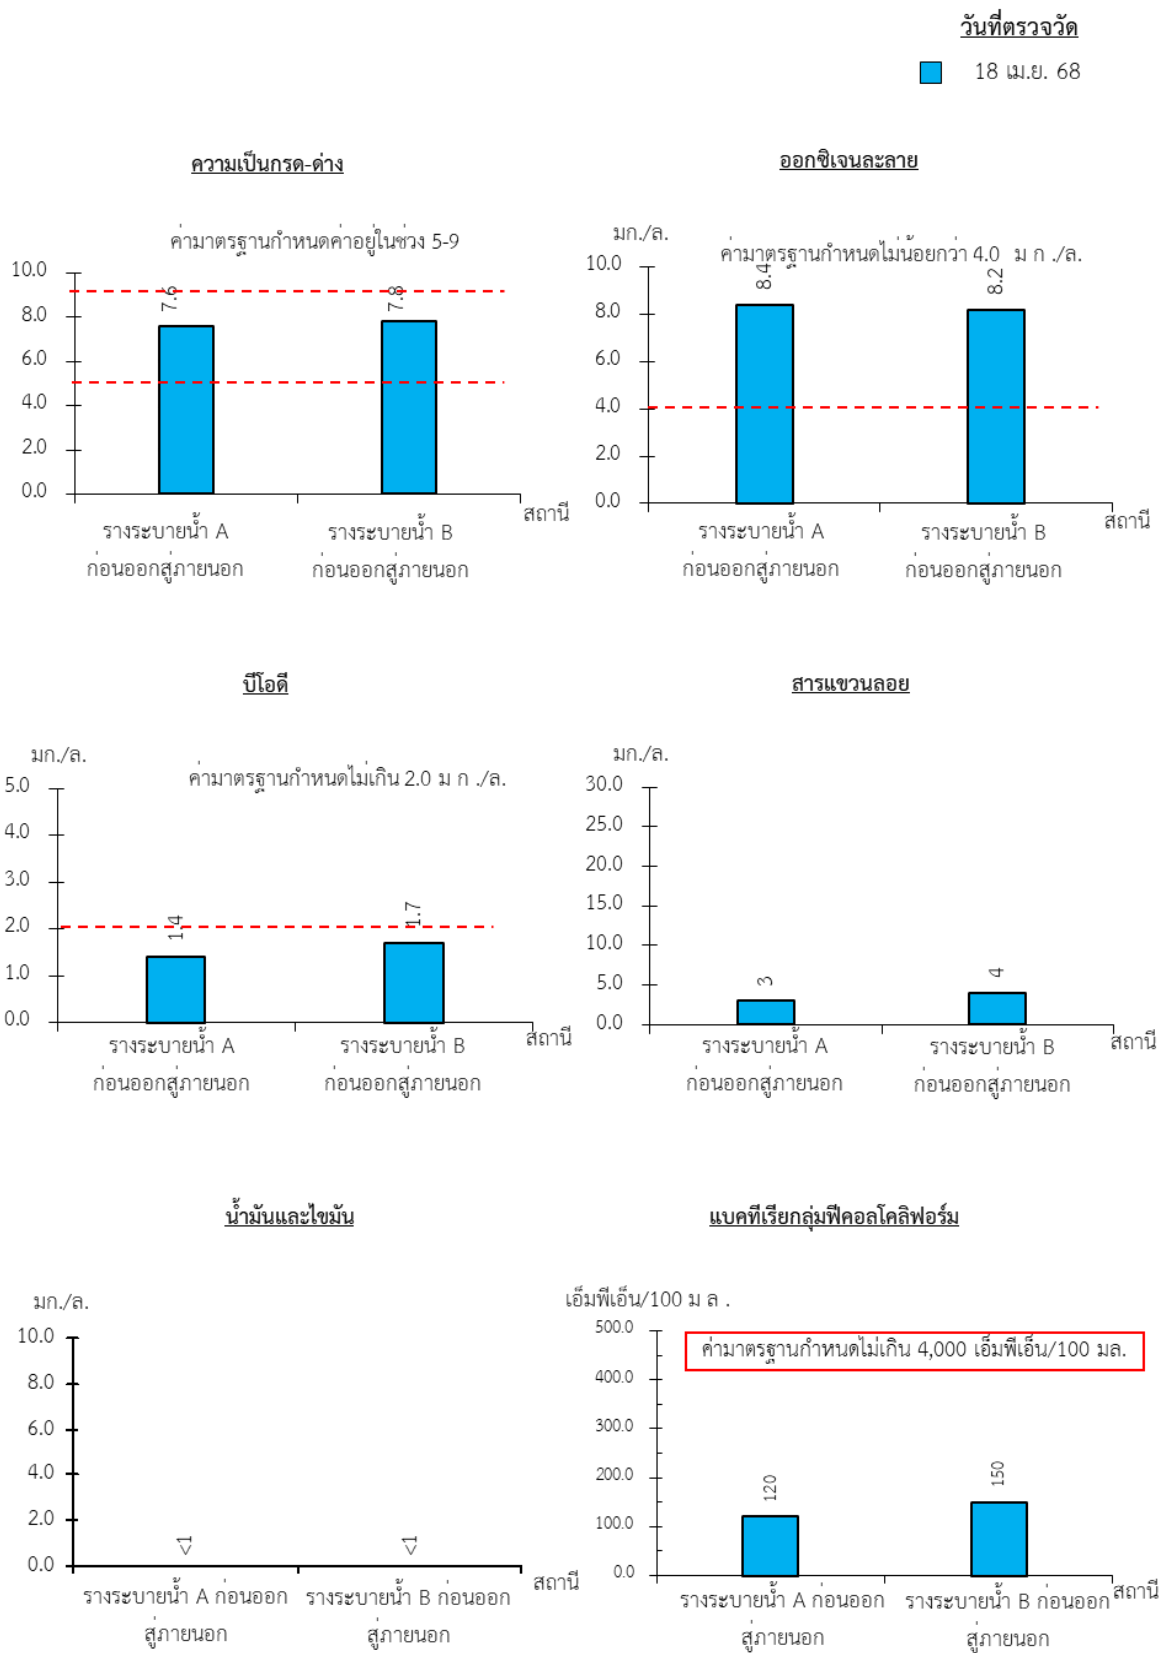 วันที่ตรวจวัด
18 เม.ย. 68
ความเป็นกรด-ด่าง
ค่ามาตรฐานกำหนดค่าอยู่ในช่วง 5-9
10.0
8.0
6.0
4.0
2.0
0.0
7.6
7.8
สถานี
รางระบายน้ำ A
ก่อนออกสู่ภายนอก
รางระบายน้ำ B
ก่อนออกสู่ภายนอก
ออกซิเจนละลาย
มก./ล.
ค่ามาตรฐานกำหนดไม่น้อยกว่า 4.0 ม ก ./ล.
10.0
8.0
6.0
4.0
2.0
0.0
8.4
8.2
สถานี
รางระบายน้ำ A
ก่อนออกสู่ภายนอก
รางระบายน้ำ B
ก่อนออกสู่ภายนอก
บีโอดี
มก./ล.
ค่ามาตรฐานกำหนดไม่เกิน 2.0 ม ก ./ล.
5.0
4.0
3.0
2.0
1.0
0.0
1.4
1.7
สถานี
รางระบายน้ำ A
ก่อนออกสู่ภายนอก
รางระบายน้ำ B
ก่อนออกสู่ภายนอก
สารแขวนลอย
มก./ล.
30.0
25.0
20.0
15.0
10.0
5.0
0.0
3
4
สถานี
รางระบายน้ำ A
ก่อนออกสู่ภายนอก
รางระบายน้ำ B
ก่อนออกสู่ภายนอก
น้ำมันและไขมัน
มก./ล.
10.0
8.0
6.0
4.0
2.0
0.0
<1
<1
สถานี
รางระบายน้ำ A ก่อนออก
สู่ภายนอก
รางระบายน้ำ B ก่อนออก
สู่ภายนอก
แบคทีเรียกลุ่มฟีคอลโคลิฟอร์ม
เอ็มพีเอ็น/100 ม ล .
ค่ามาตรฐานกำหนดไม่เกิน 4,000 เอ็มพีเอ็น/100 มล.
500.0
400.0
300.0
200.0
100.0
0.0
120
150
สถานี
รางระบายน้ำ A ก่อนออก
สู่ภายนอก
รางระบายน้ำ B ก่อนออก
สู่ภายนอก